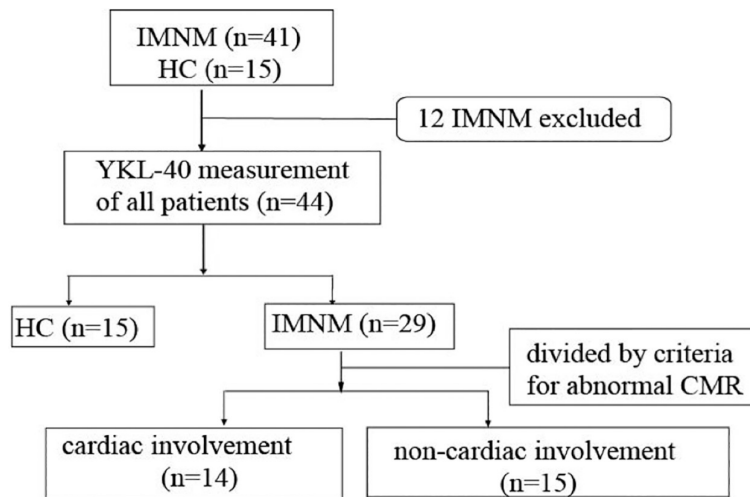 IMNM (n=41)
HC (n=15)
12 IMNM excluded
YKL-40 measurement
of all patients (n=44)
HC (n=15)
IMNM (n=29)
divided by criteria
for abnormal CMR
cardiac involvement
(n=14)
non-cardiac involvement
(n=15)